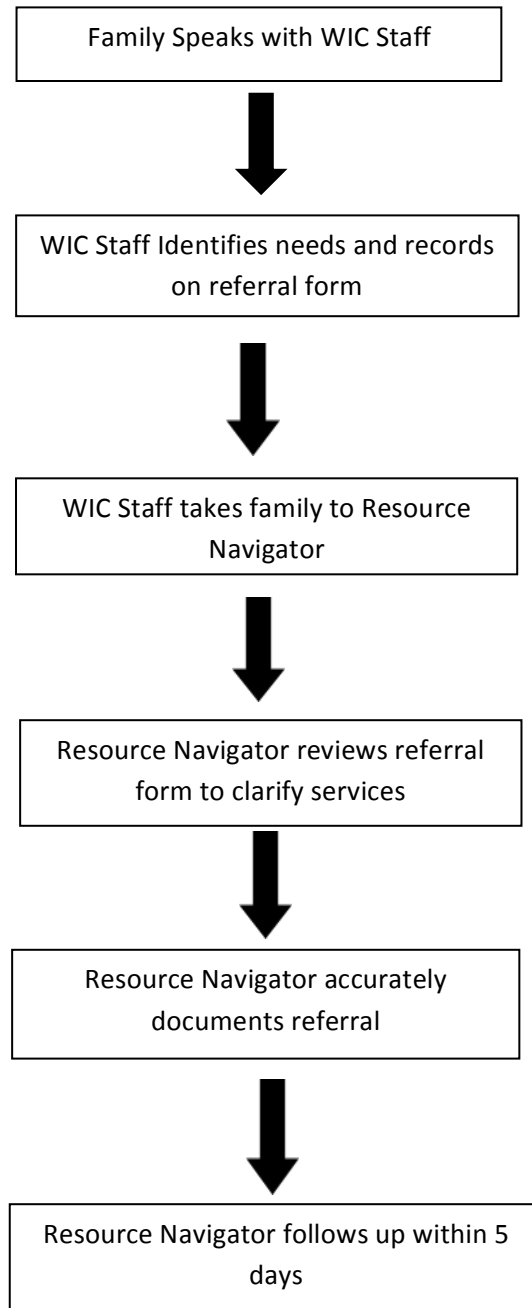 Family Speaks with WIC Staff
WIC Staff Identifies needs and records
on referral form
WIC Staff takes family to Resource
Navigator
Resource Navigator reviews referral
form to clarify services
Resource Navigator accurately
documents referral
Resource Navigator follows up within 5
days